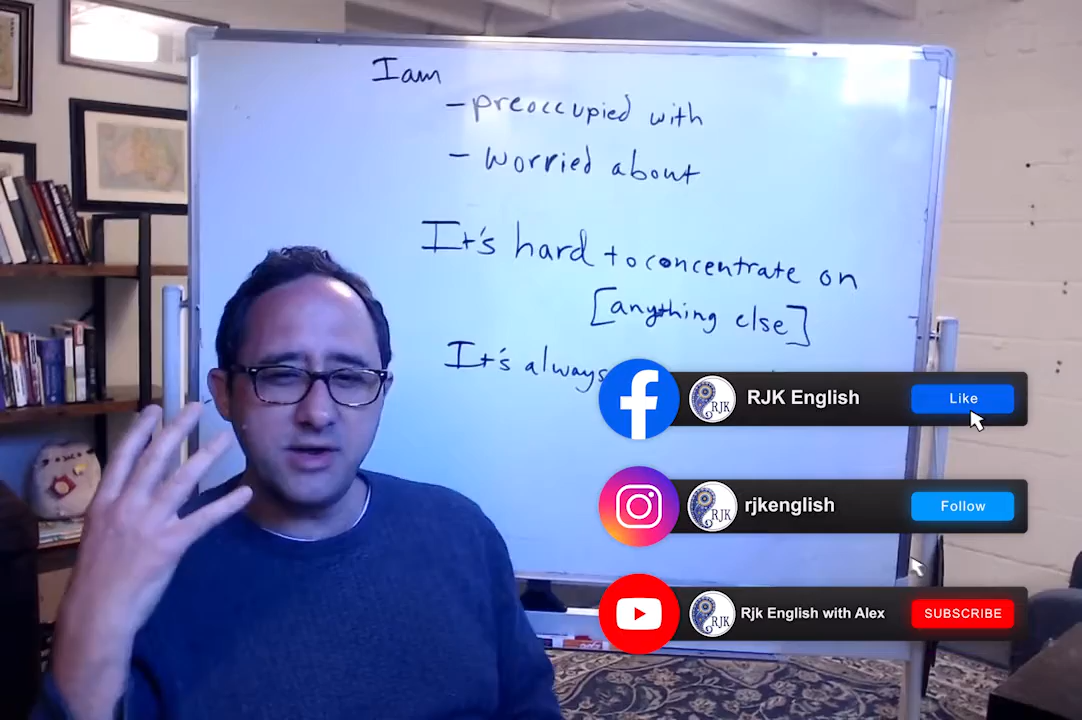 I am
- preoccupied with
- worried about
It's hard to concentrate on
[anything else]
It's always
RJK English
Like
rjkenglish
Follow
Rjk English with Alex
SUBSCRIBE
RJK
RJK
RJK